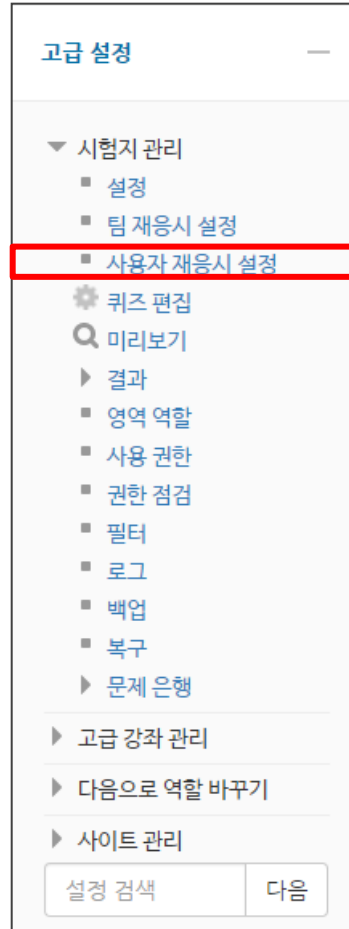 고급 설정
시험지 관리
설정
팀 재응시 설정
사용자 재응시 설정
퀴즈 편집
미리보기
결과
영역 역할
사용 권한
권한 점검
필터
로그
백업
복구
문제 은행
고급 강좌 관리
다음으로 역할 바꾸기
사이트 관리
설정 검색 다음